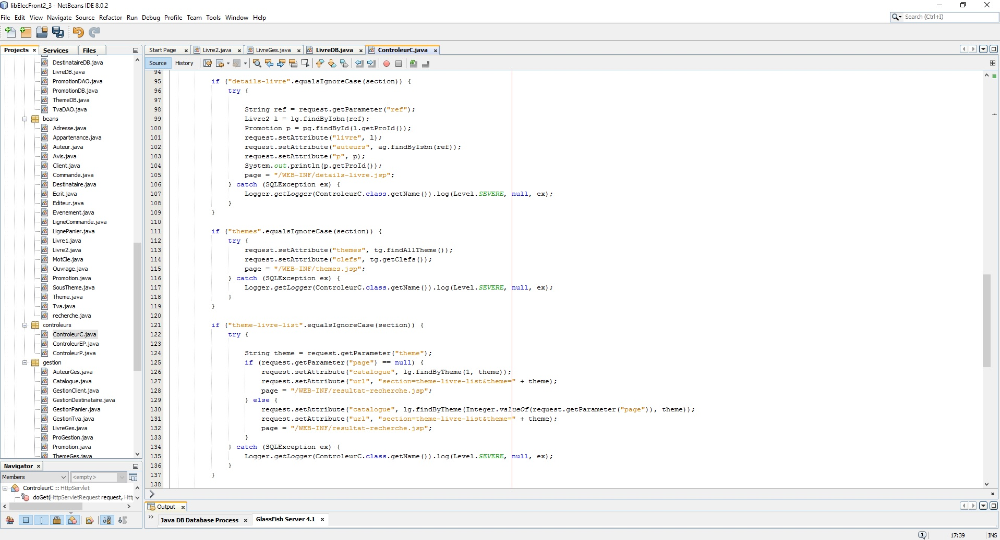 libElecFront2_3 - NetBeans IDE 8.0.2
File Edit View Navigate Source Refactor Run Debug Profile Team Tools Window Help
Search (Ctrl+I)
Projects Services Files
DestinataireDB.java
LivreDB.java
PromotionDAO.java
PromotionDB.java
ThemeDB.java
TvaDAO.java
beans
Adresse.java
Appartenance.java
Auteur.java
Avis.java
Client.java
Commande.java
Destinataire.java
Ecrit.java
Editeur.java
Evenement.java
LigneCommande.java
LignePanier.java
Livre1.java
Livre2.java
MotCle.java
Ouvrage.java
Promotion.java
SousTheme.java
Theme.java
Tva.java
recherche.java
controleurs
ControleurC.java
ControleurEP.java
ControleurP.java
gestion
AuteurGes.java
Catalogue.java
GestionClient.java
GestionDestinataire.java
GestionPanier.java
GestionTva.java
LivreGes.java
ProGestion.java
Promotion.java
ThemeGes.java
Navigator
Members <empty>
ControleurC :: HttpServlet
doGet(HttpServletRequest request, Htt
Start Page Livre2.java LivreGes.java LivreDB.java ControleurC.java
Source History
94
95 if ("details-livre".equalsIgnoreCase(section)) {
96 try {
97
98 String ref = request.getParameter("ref");
99 Livre2 l = lg.findByIsbn(ref);
100 Promotion p = pg.findById(l.getProId());
101 request.setAttribute("livre", l);
102 request.setAttribute("auteurs", ag.findByIsbn(ref));
103 request.setAttribute("p", p);
104 System.out.println(p.getProId());
105 page = "/WEB-INF/details-livre.jsp";
106 } catch (SQLException ex) {
107 Logger.getLogger(ControleurC.class.getName()).log(Level.SEVERE, null, ex);
108 }
109 }
110
111 if ("themes".equalsIgnoreCase(section)) {
112 try {
113 request.setAttribute("themes", tg.findAllTheme());
114 request.setAttribute("clefs", tg.getClefs());
115 page = "/WEB-INF/themes.jsp";
116 } catch (SQLException ex) {
117 Logger.getLogger(ControleurC.class.getName()).log(Level.SEVERE, null, ex);
118 }
119 }
120
121 if ("theme-livre-list".equalsIgnoreCase(section)) {
122 try {
123
124 String theme = request.getParameter("theme");
125 if (request.getParameter("page") == null) {
126 request.setAttribute("catalogue", lg.findByTheme(1, theme));
127 request.setAttribute("url", "section=theme-livre-list&theme=" + theme);
128 page = "/WEB-INF/resultat-recherche.jsp";
129 } else {
130 request.setAttribute("catalogue", lg.findByTheme(Integer.valueOf(request.getParameter("page")), theme));
131 request.setAttribute("url", "section=theme-livre-list&theme=" + theme);
132 page = "/WEB-INF/resultat-recherche.jsp";
133 }
134 } catch (SQLException ex) {
135 Logger.getLogger(ControleurC.class.getName()).log(Level.SEVERE, null, ex);
136 }
137 }
138
Output
Java DB Database Process GlassFish Server 4.1
1 17:39 INS